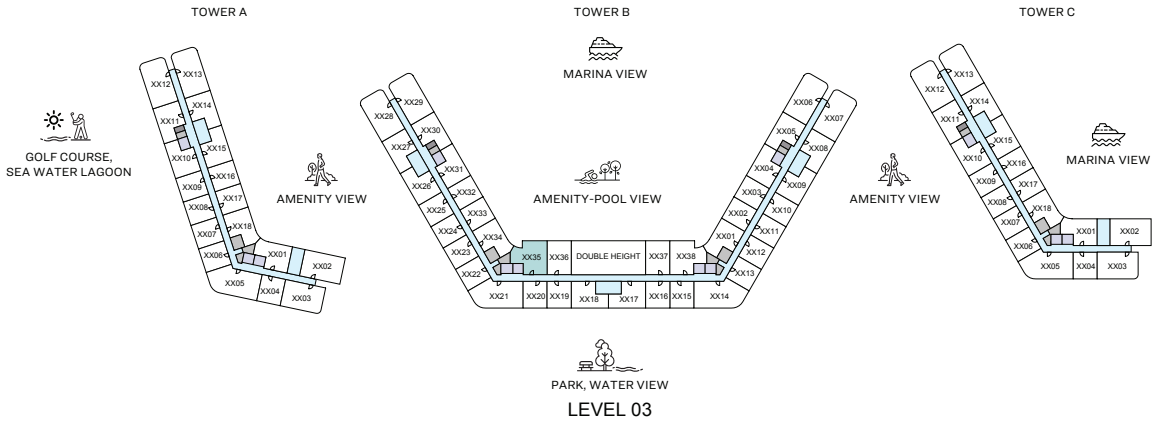 TOWER A
TOWER B
TOWER C
MARINA VIEW
GOLF COURSE,
SEA WATER LAGOON
AMENITY VIEW
AMENITY-POOL VIEW
AMENITY VIEW
MARINA VIEW
PARK, WATER VIEW
LEVEL 03
XX12
XX13
XX14
XX11
XX15
XX10
XX16
XX09
XX17
XX08
XX18
XX07
XX06
XX01
XX02
XX05
XX04
XX03
XX29
XX28
XX30
XX27
XX31
XX26
XX32
XX25
XX33
XX24
XX34
XX23
XX22
XX35
XX36
DOUBLE HEIGHT
XX37
XX38
XX21
XX20
XX19
XX18
XX17
XX16
XX15
XX14
XX06
XX07
XX05
XX08
XX04
XX09
XX03
XX10
XX02
XX11
XX01
XX12
XX13
XX13
XX12
XX14
XX11
XX15
XX10
XX16
XX09
XX17
XX08
XX18
XX07
XX06
XX01
XX02
XX05
XX04
XX03